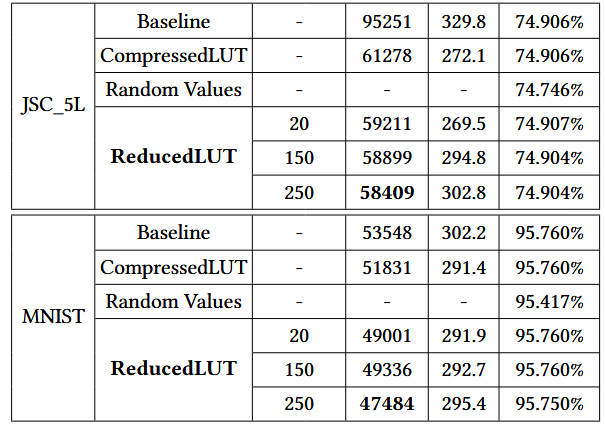 Baseline - 95251 329.8 74.906%
CompressedLUT - 61278 272.1 74.906%
JSC_5L Random Values - - - 74.746%
20 59211 269.5 74.907%
ReducedLUT 150 58899 294.8 74.904%
250 58409 302.8 74.904%
Baseline - 53548 302.2 95.760%
CompressedLUT - 51831 291.4 95.760%
MNIST Random Values - - - 95.417%
20 49001 291.9 95.760%
ReducedLUT 150 49336 292.7 95.760%
250 47484 295.4 95.750%